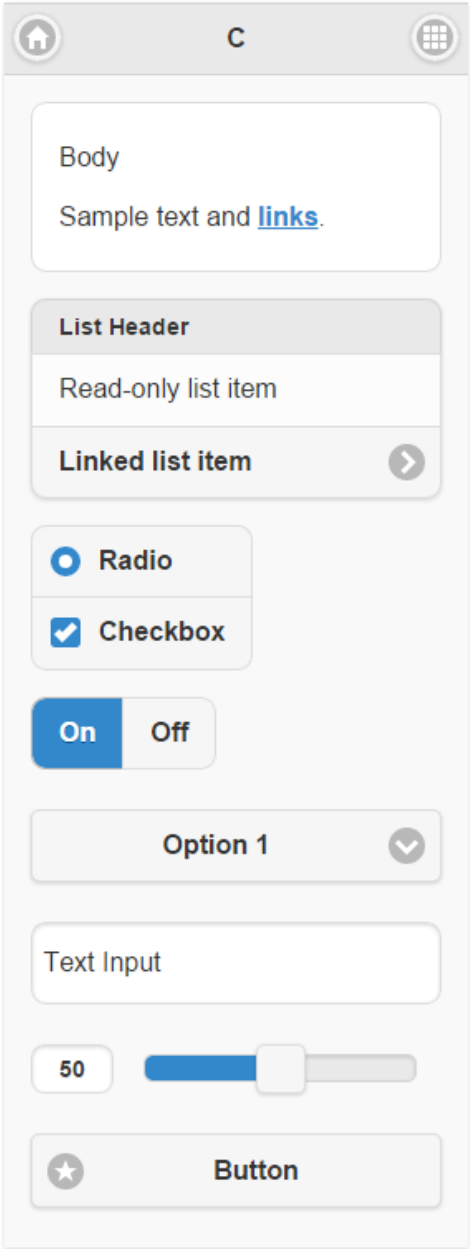 C
Body
Sample text and links.
List Header
Read-only list item
Linked list item
Radio
Checkbox
On Off
Option 1
Text Input
50
Button